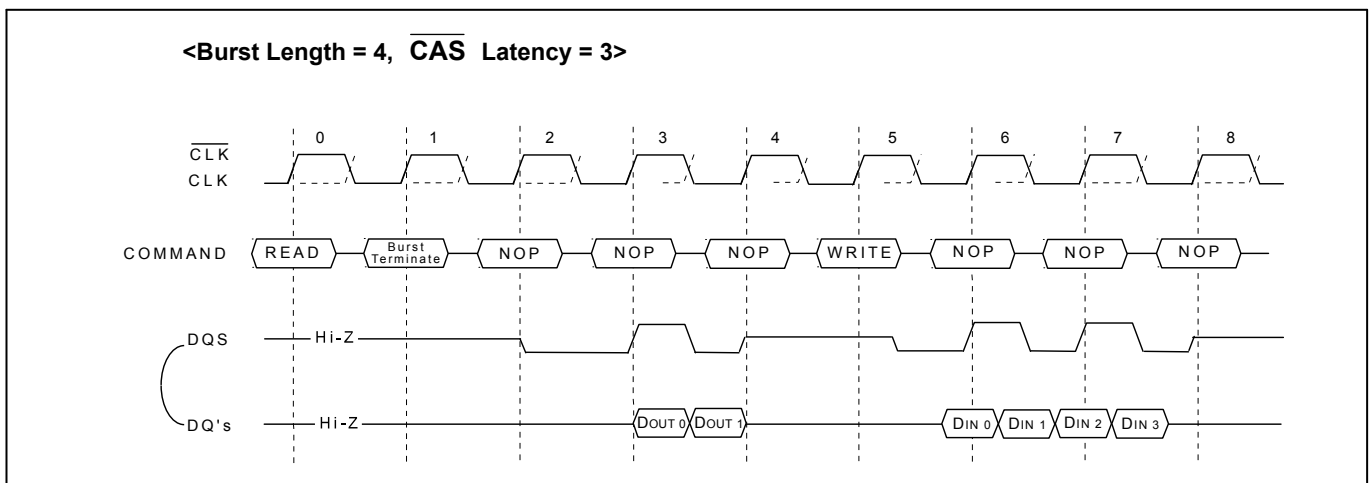 <Burst Length = 4, CAS Latency = 3>
0 1 2 3 4 5 6 7 8
CLK
CLK
COMMAND READ Burst Terminate NOP NOP NOP WRITE NOP NOP NOP
DQS Hi-Z
DQ's Hi-Z DOUT 0 DOUT 1 DIN 0 DIN 1 DIN 2 DIN 3